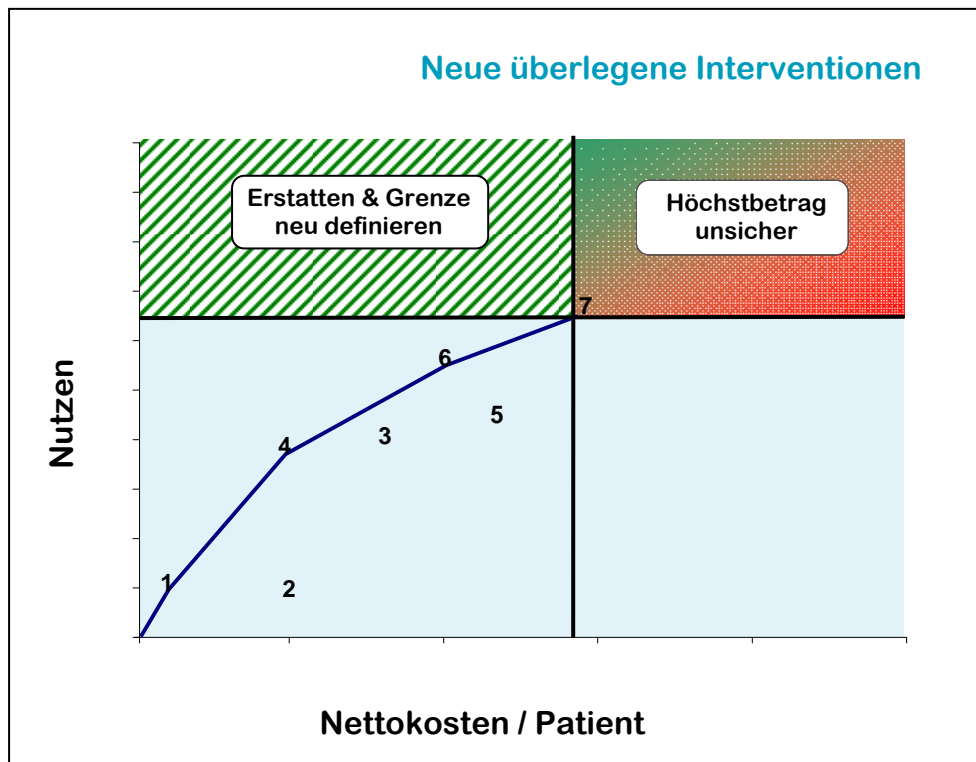 Neue überlegene Interventionen
Erstatten & Grenze
neu definieren
Höchstbetrag
unsicher
7
6
5
4
3
1
2
Nutzen
Nettokosten / Patient